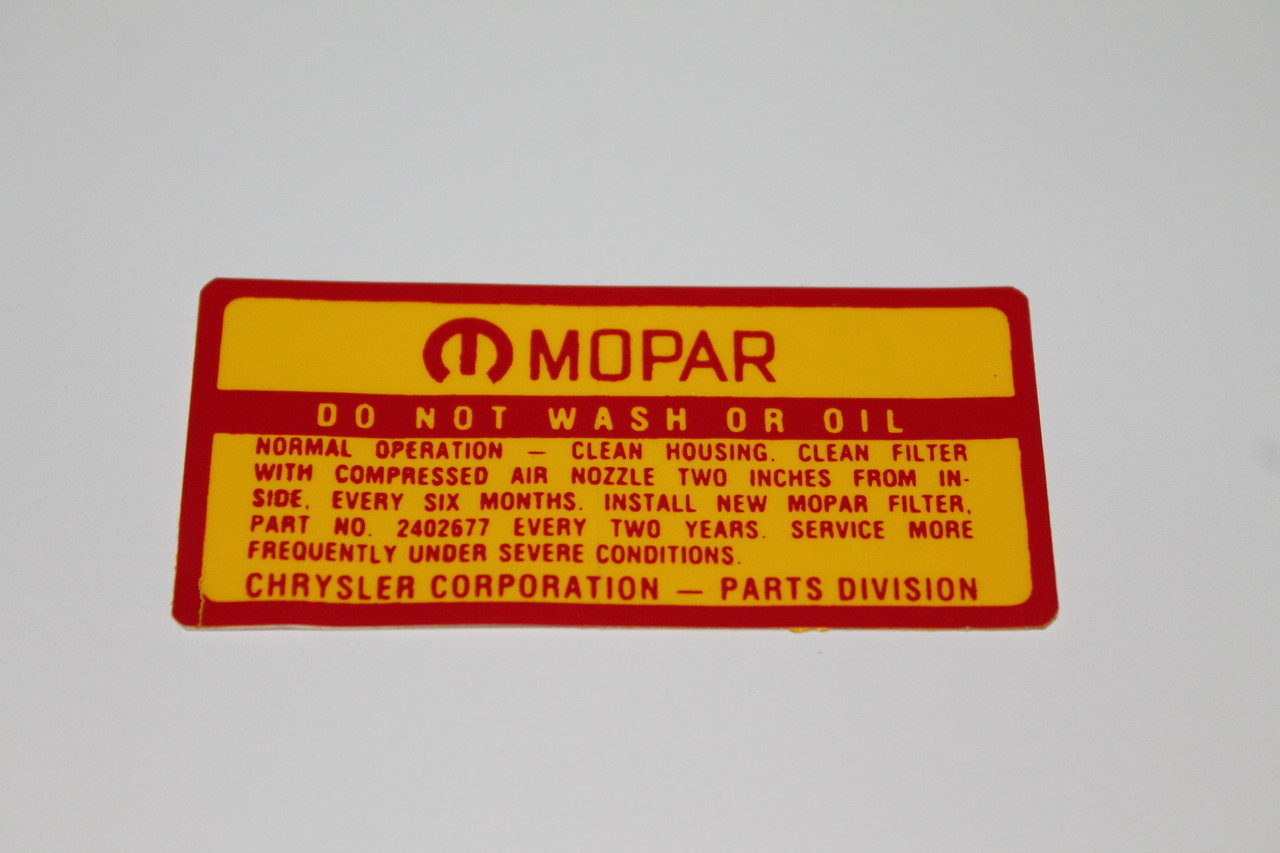 MOPAR
DO NOT WASH OR OIL
NORMAL OPERATION — CLEAN HOUSING. CLEAN FILTER
WITH COMPRESSED AIR NOZZLE TWO INCHES FROM IN-
SIDE, EVERY SIX MONTHS. INSTALL NEW MOPAR FILTER,
PART NO. 2402677 EVERY TWO YEARS. SERVICE MORE
FREQUENTLY UNDER SEVERE CONDITIONS.
CHRYSLER CORPORATION — PARTS DIVISION